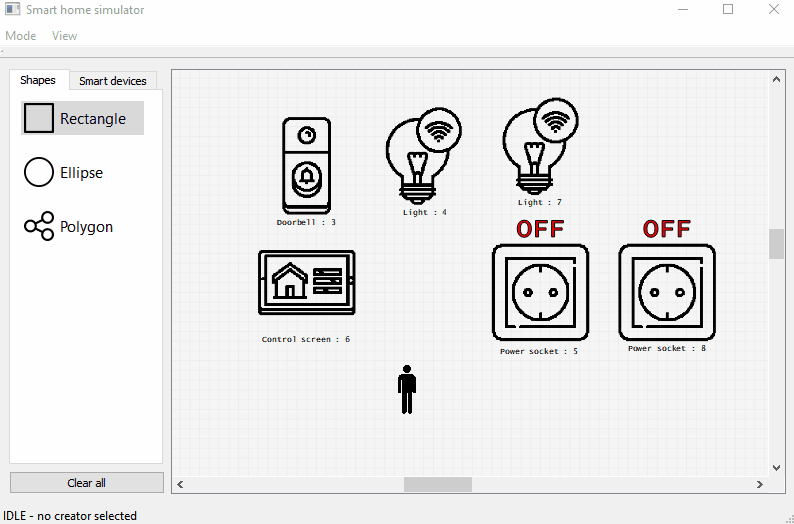 Smart home simulator
Mode View
Shapes Smart devices
Rectangle
Ellipse
Polygon
Clear all
Doorbell : 3
Light : 4
Light : 7
OFF OFF
Control screen : 6
Power socket : 5
Power socket : 8
IDLE - no creator selected